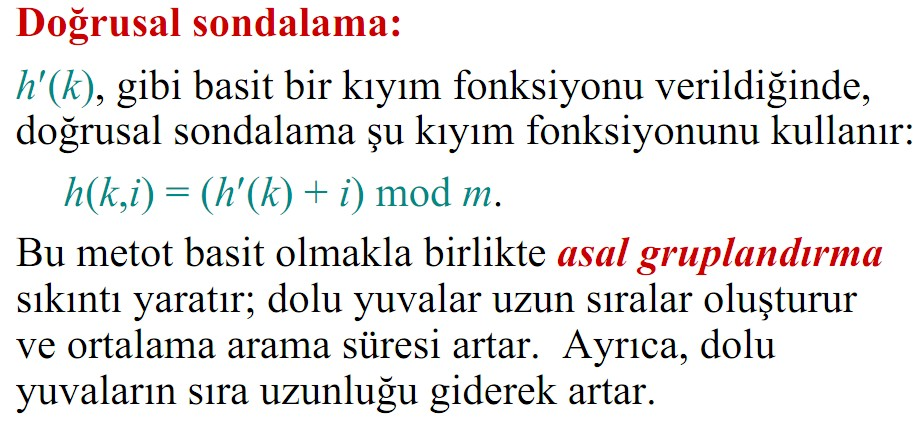 Doğrusal sondalama:
h′(k), gibi basit bir kıyım fonksiyonu verildiğinde,
doğrusal sondalama şu kıyım fonksiyonunu kullanır:
h(k,i) = (h′(k) + i) mod m.
Bu metot basit olmakla birlikte asal gruplandırma
sıkıntı yaratır; dolu yuvalar uzun sıralar oluşturur
ve ortalama arama süresi artar. Ayrıca, dolu
yuvaların sıra uzunluğu giderek artar.